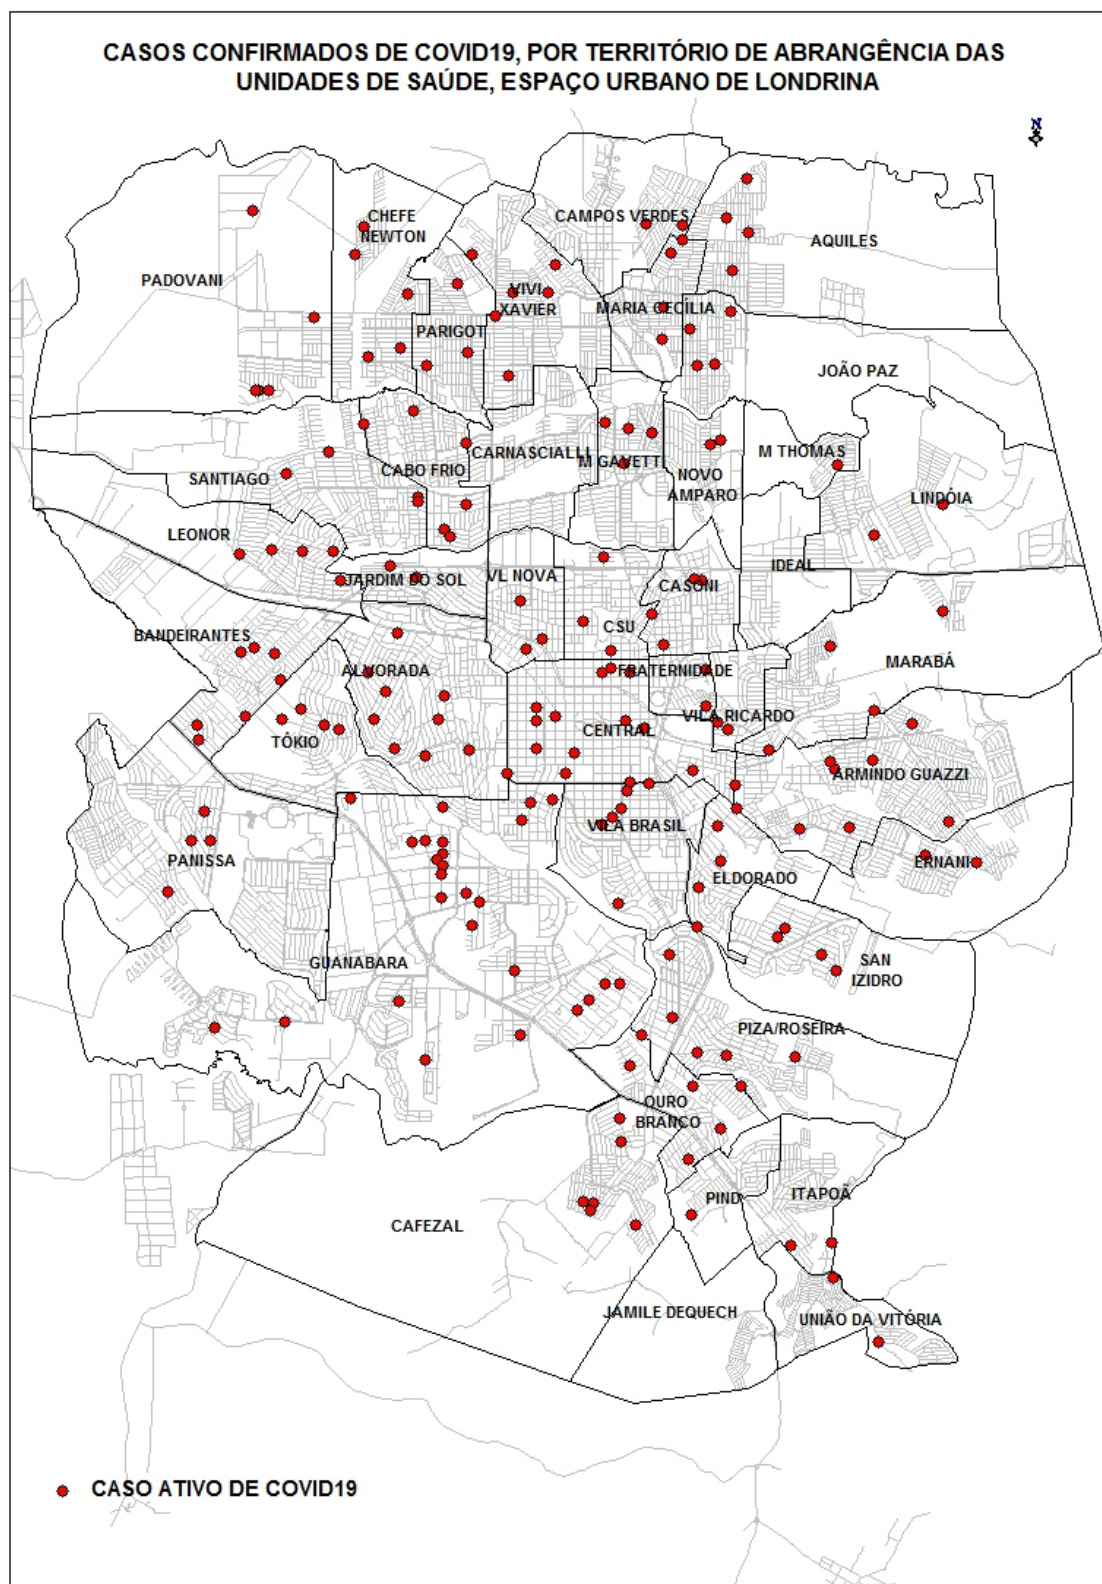 CASOS CONFIRMADOS DE COVID19, POR TERRITÓRIO DE ABRANGÊNCIA DAS
UNIDADES DE SAÚDE, ESPAÇO URBANO DE LONDRINA
N
CHEFE
NEWTON
CAMPOS VERDES
AQUILES
PADOVANI
VIVI
XAVIER
MARIA CECÍLIA
PARIGOT
JOÃO PAZ
SANTIAGO
CABO FRIO
CARNASCIALLI
M GAVETTI
NOVO
AMPARO
M THOMAS
LINDÓIA
LEONOR
JARDIM DO SOL
VL NOVA
CASONI
IDEAL
BANDEIRANTES
CSU
ALVORADA
FRATERNIDADE
MARABÁ
TÓKIO
CENTRAL
VILA RICARDO
ARMINDO GUAZZI
VILA BRASIL
PANISSA
ELDORADO
ERNANI
GUANABARA
SAN
IZIDRO
PIZA/ROSEIRA
OURO
BRANCO
CAFEZAL
PIND
ITAPOÃ
JAMILE DEQUECH
UNIÃO DA VITÓRIA
CASO ATIVO DE COVID19